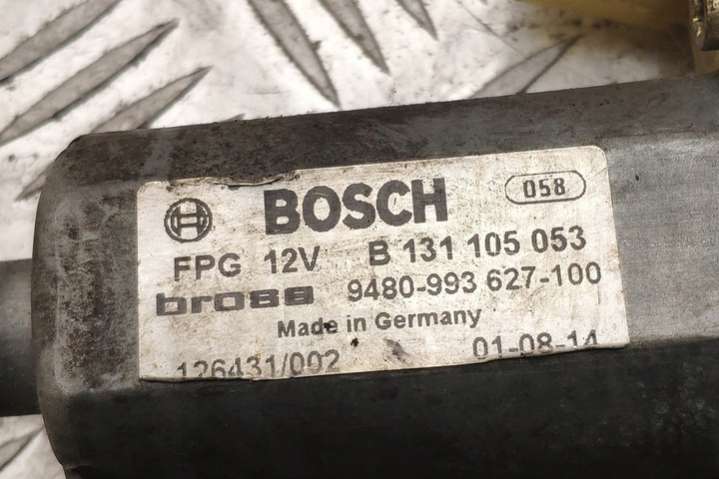 BOSCH 058
FPG 12V B 131 105 053
brose 9480-993 627-100
Made in Germany
126431/002 01-08-14